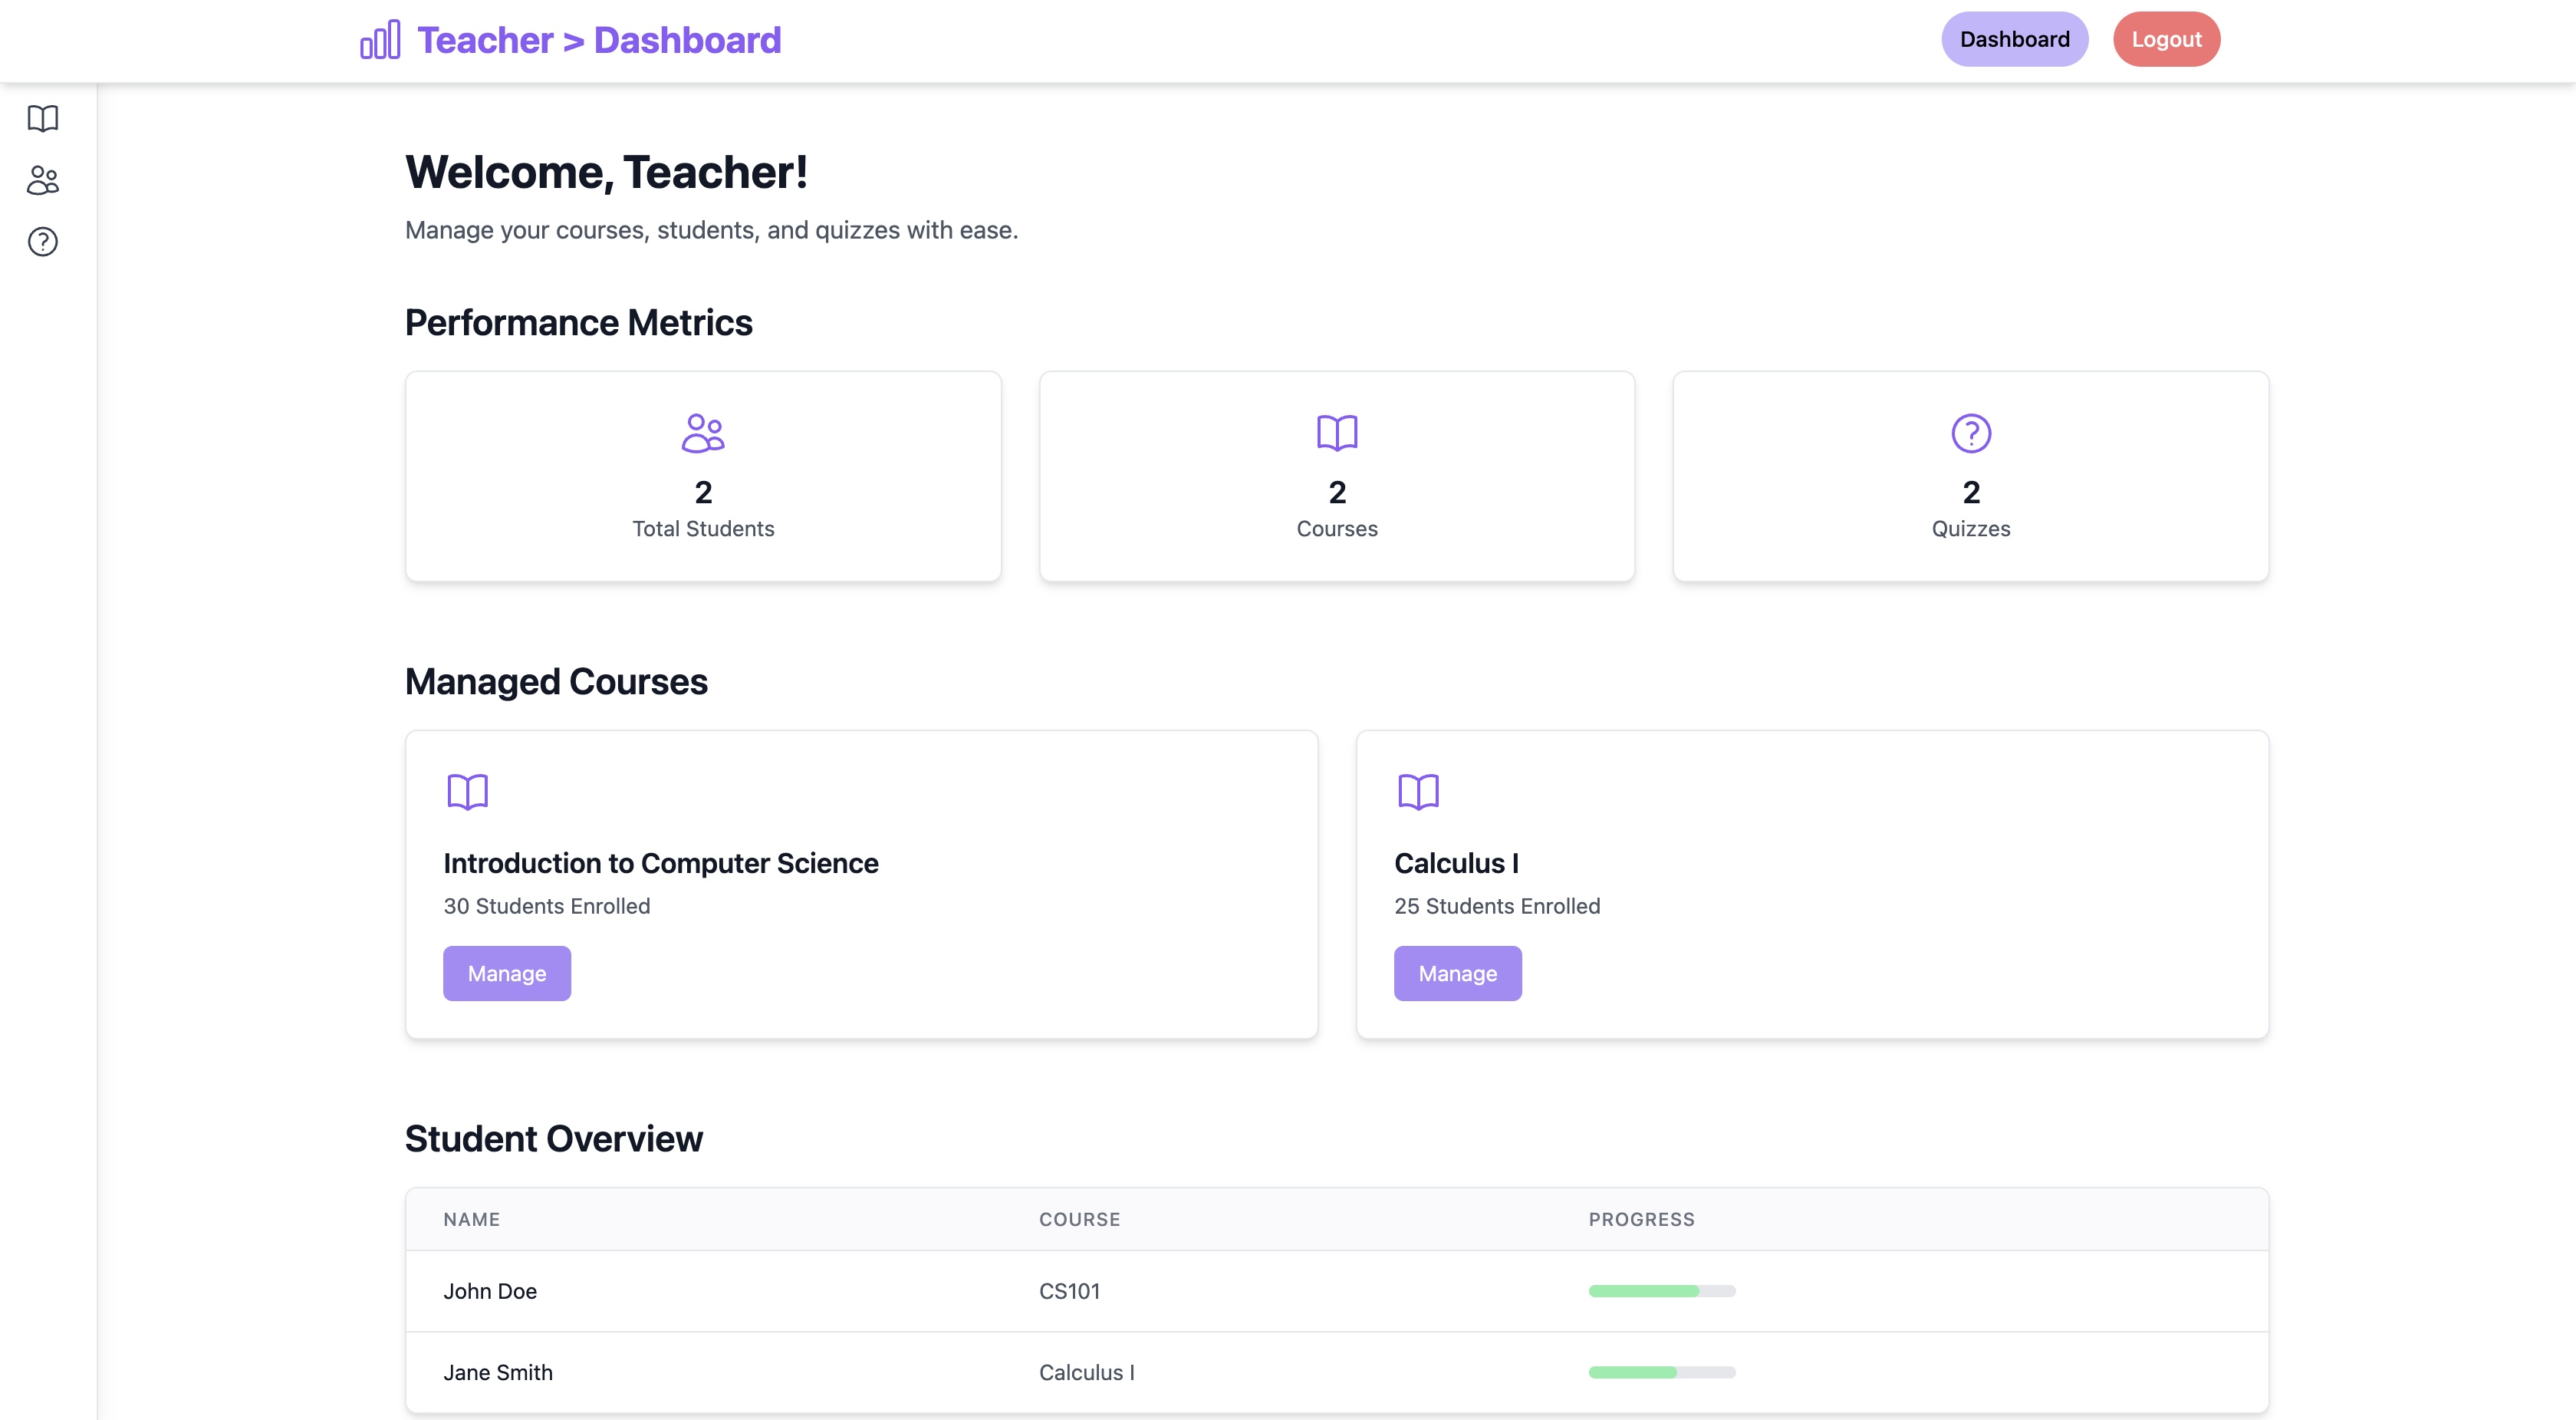 Teacher > Dashboard
Dashboard
Logout
Welcome, Teacher!
Manage your courses, students, and quizzes with ease.
Performance Metrics
2
Total Students
2
Courses
2
Quizzes
Managed Courses
Introduction to Computer Science
30 Students Enrolled
Manage
Calculus I
25 Students Enrolled
Manage
Student Overview
NAME COURSE PROGRESS
John Doe CS101
Jane Smith Calculus I